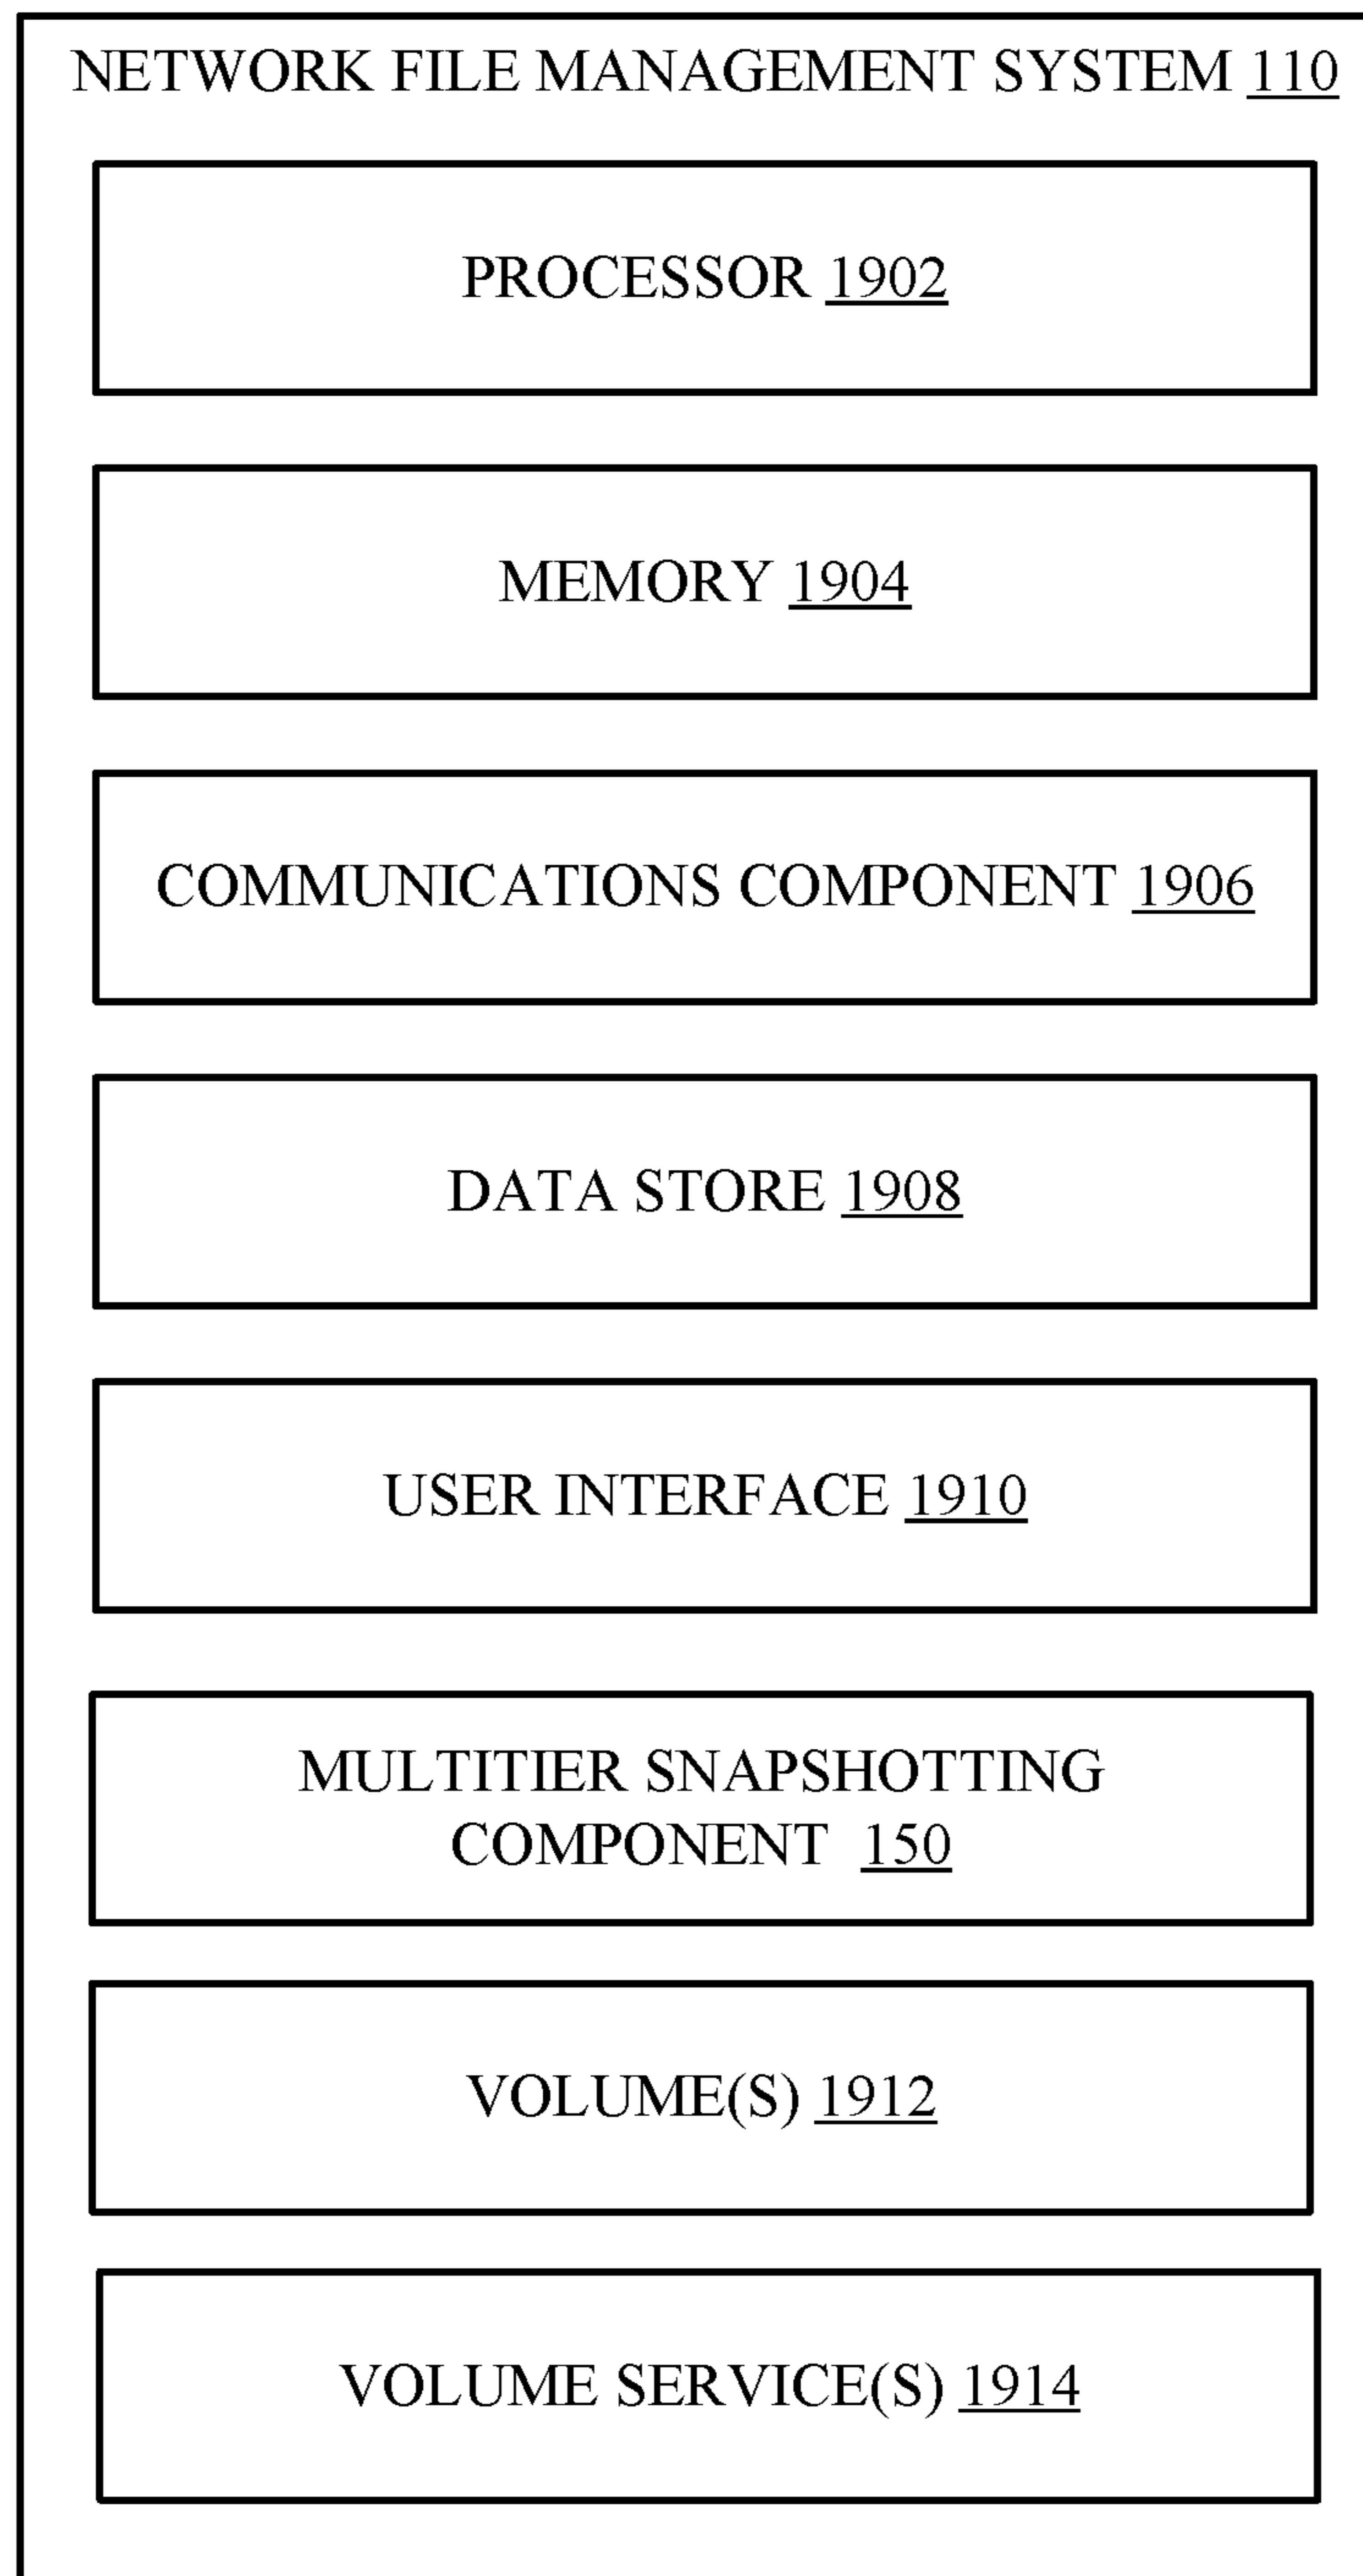 NETWORK FILE MANAGEMENT SYSTEM 110
PROCESSOR 1902
MEMORY 1904
COMMUNICATIONS COMPONENT 1906
DATA STORE 1908
USER INTERFACE 1910
MULTITIER SNAPSHOTTING
COMPONENT 150
VOLUME(S) 1912
VOLUME SERVICE(S) 1914